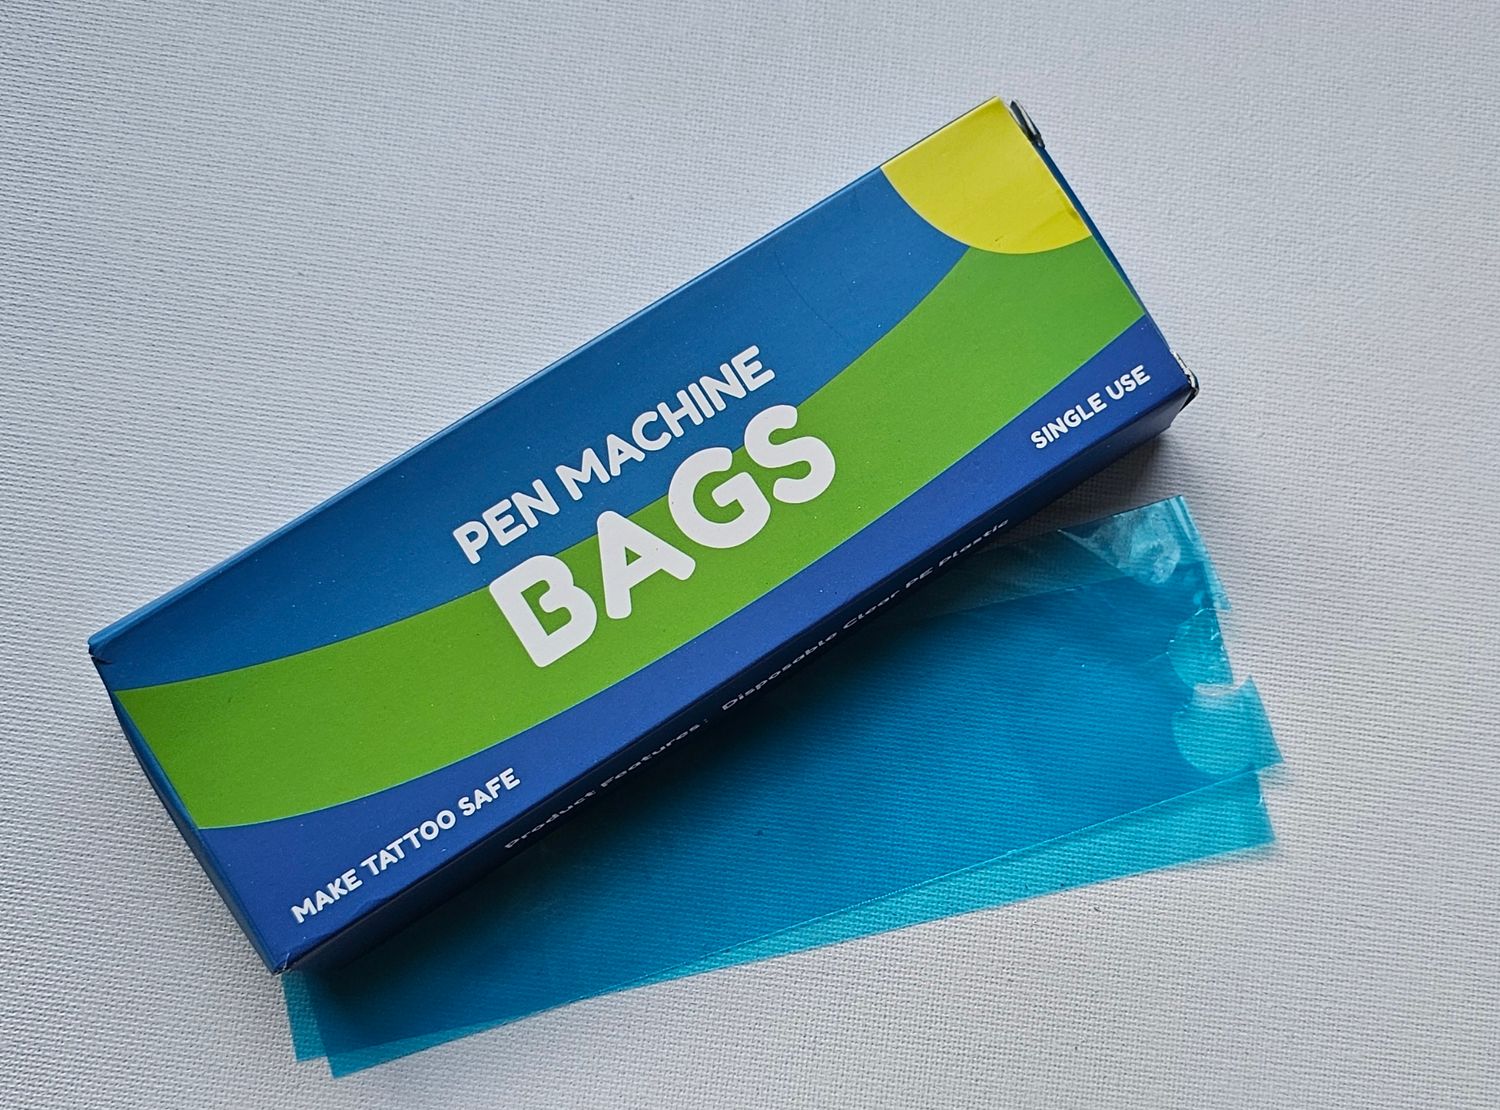 PEN MACHINE
BAGS
SINGLE USE
MAKE TATTOO SAFE
Product Features: Disposable Clear PE Plastic